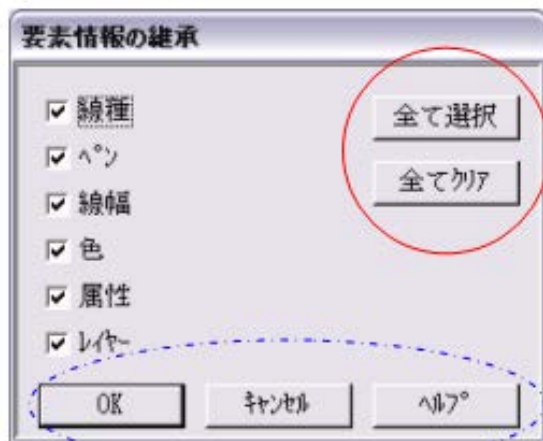 要素情報の継承
線種
ﾍﾟﾝ
線幅
色
属性
ﾚｲﾔｰ
全て選択
全てｸﾘｱ
OK
ｷｬﾝｾﾙ
ﾍﾙﾌﾟ